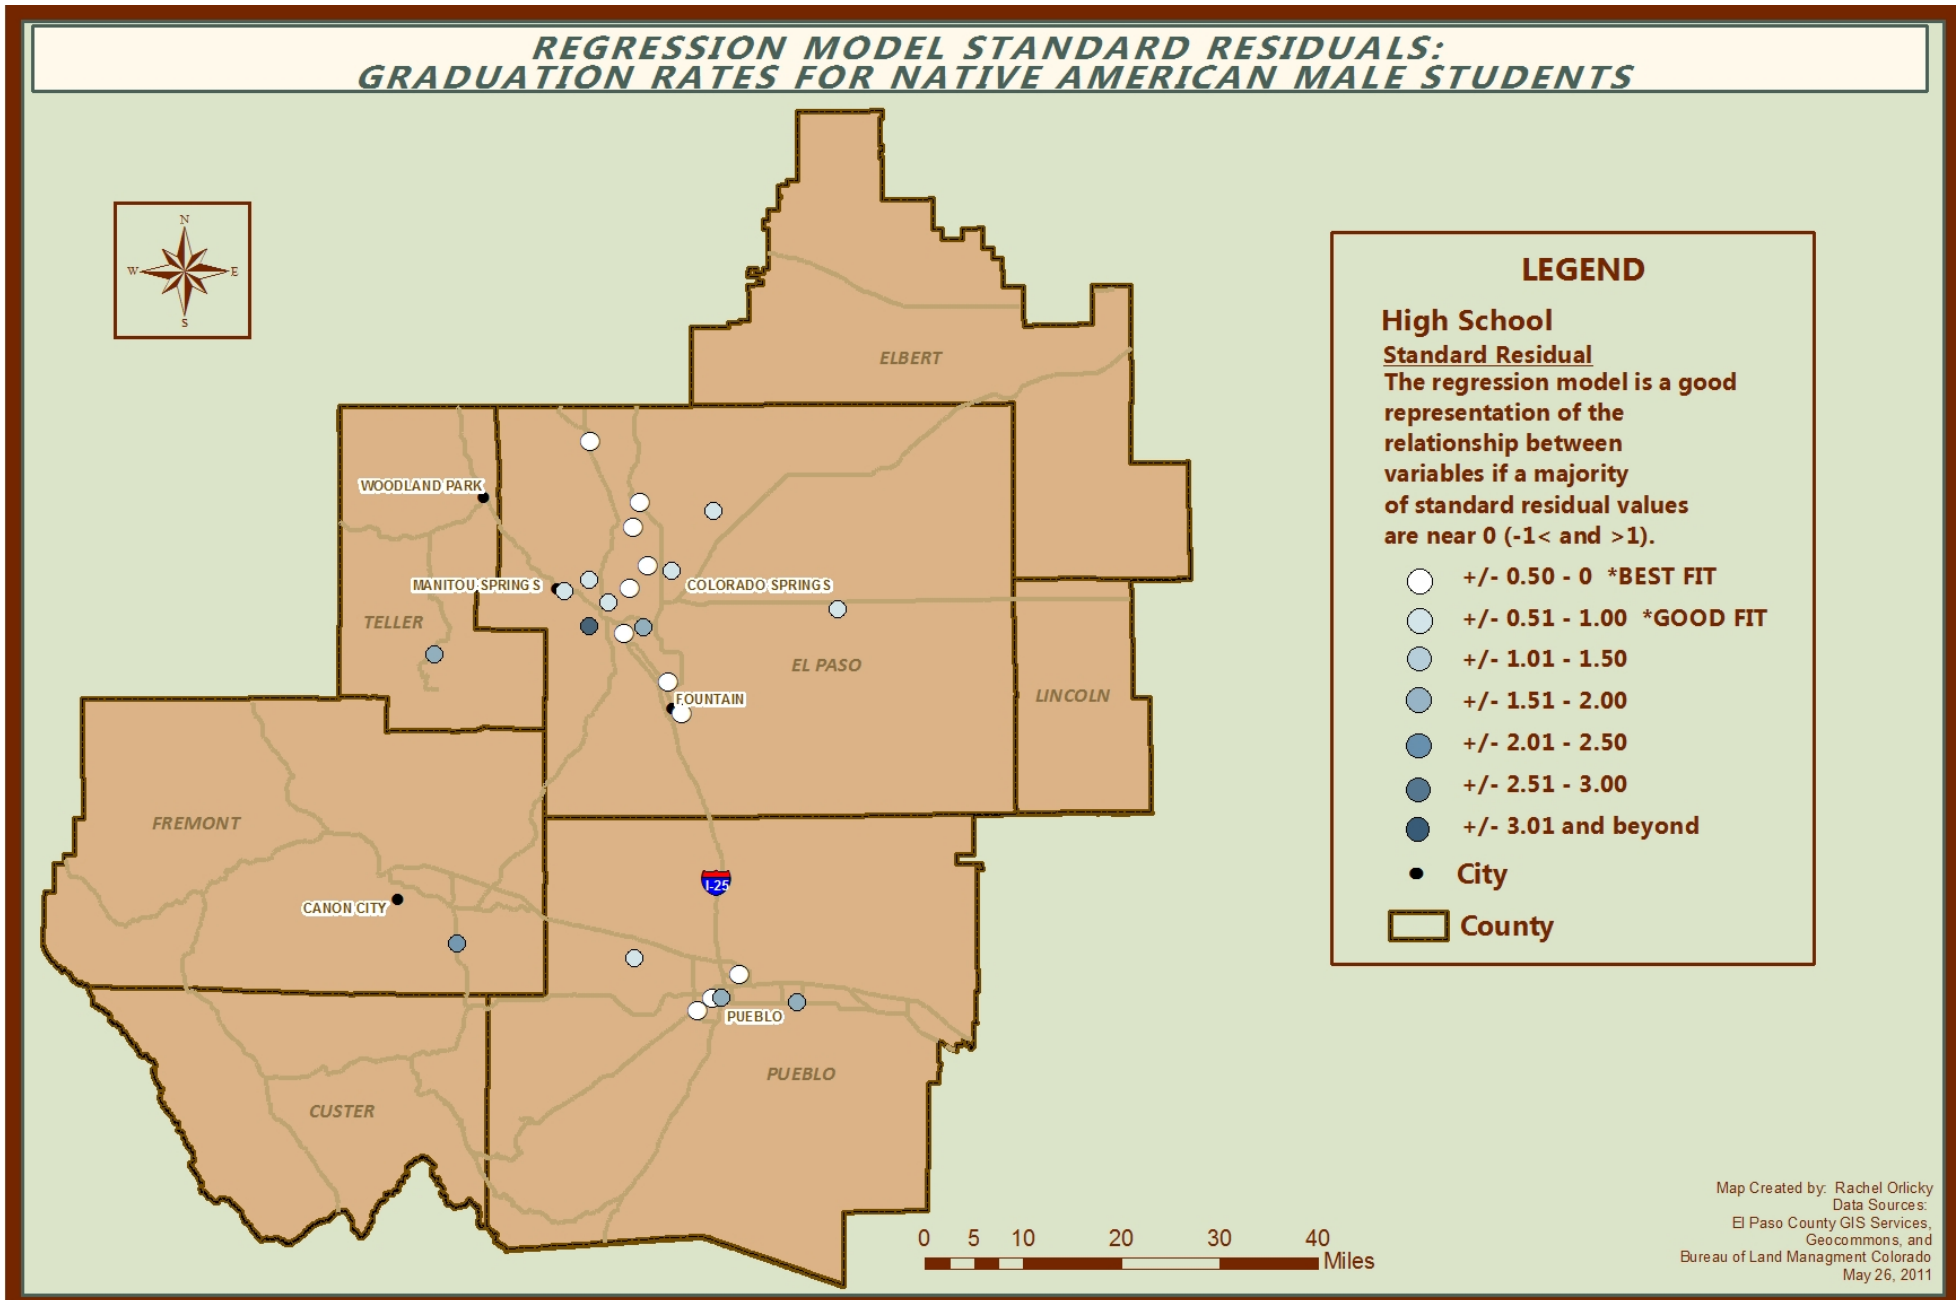 REGRESSION MODEL STANDARD RESIDUALS:
GRADUATION RATES FOR NATIVE AMERICAN MALE STUDENTS
N
W
E
S
ELBERT
WOODLAND PARK
MANITOU SPRINGS
COLORADO SPRINGS
TELLER
EL PASO
LINCOLN
FOUNTAIN
FREMONT
I-25
CANON CITY
PUEBLO
PUEBLO
CUSTER
LEGEND
High School
Standard Residual
The regression model is a good
representation of the
relationship between
variables if a majority
of standard residual values
are near 0 (-1< and >1).
+/- 0.50 - 0 *BEST FIT
+/- 0.51 - 1.00 *GOOD FIT
+/- 1.01 - 1.50
+/- 1.51 - 2.00
+/- 2.01 - 2.50
+/- 2.51 - 3.00
+/- 3.01 and beyond
City
County
0 5 10 20 30 40
Miles
Map Created by: Rachel Orlicky
Data Sources:
El Paso County GIS Services,
Geocommons, and
Bureau of Land Managment Colorado
May 26, 2011